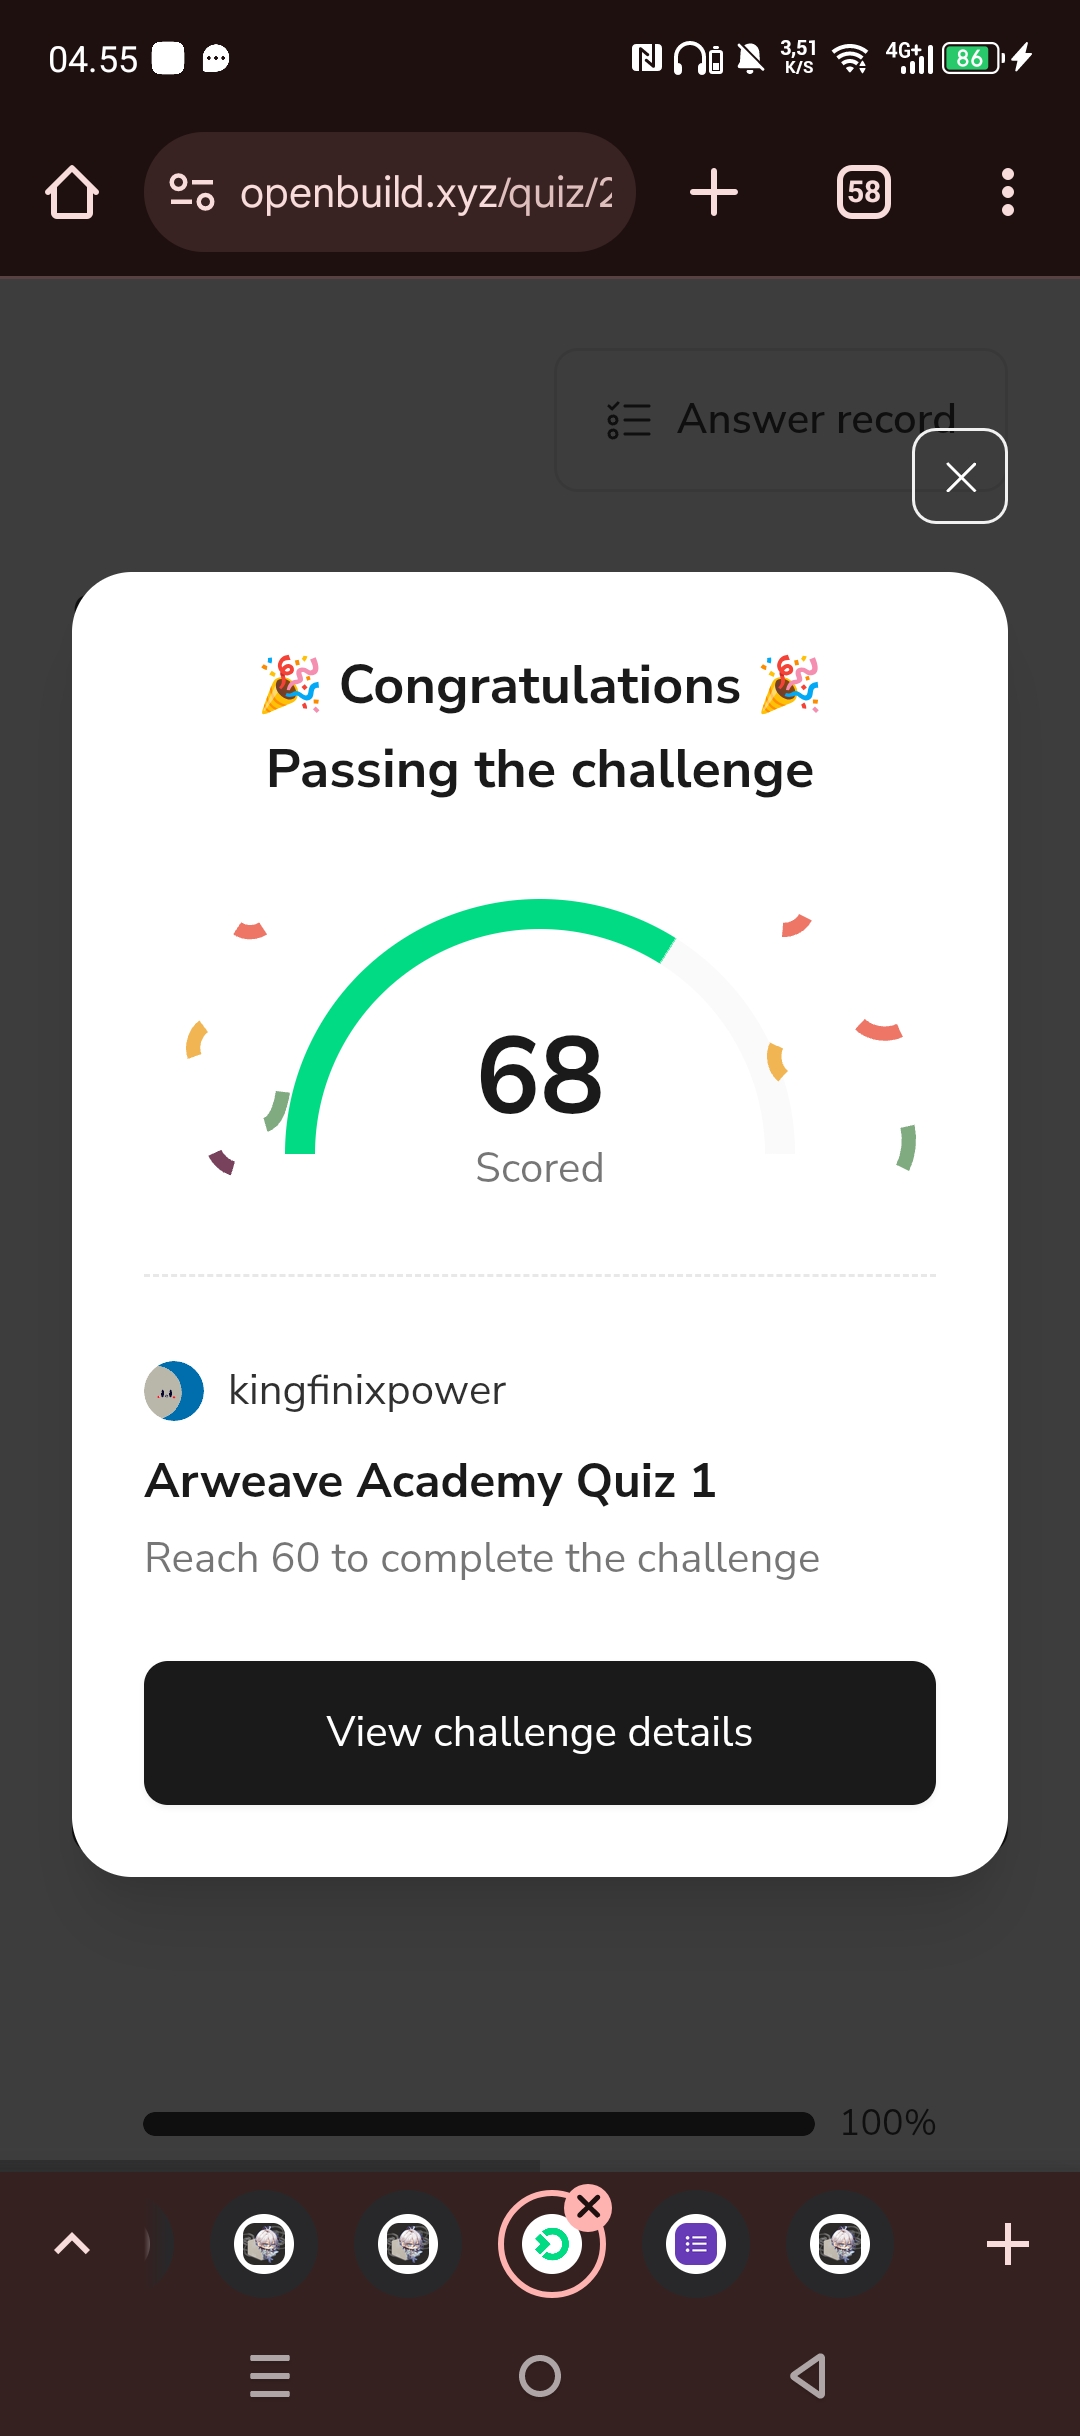 04.55
3,51
K/S
4G+
86
openbuild.xyz/quiz/2
58
Answer record
🎉 Congratulations 🎉
Passing the challenge
68
Scored
kingfinixpower
Arweave Academy Quiz 1
Reach 60 to complete the challenge
View challenge details
100%